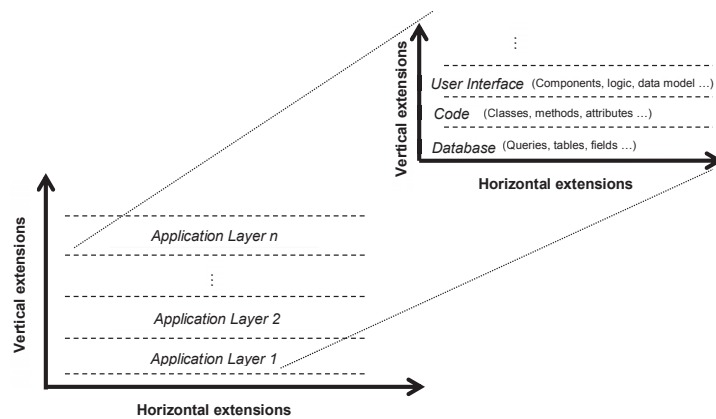 Vertical extensions
⋮
User Interface (Components, logic, data model ...)
Code (Classes, methods, attributes ...)
Database (Queries, tables, fields ...)
Horizontal extensions
Vertical extensions
Application Layer n
⋮
Application Layer 2
Application Layer 1
Horizontal extensions